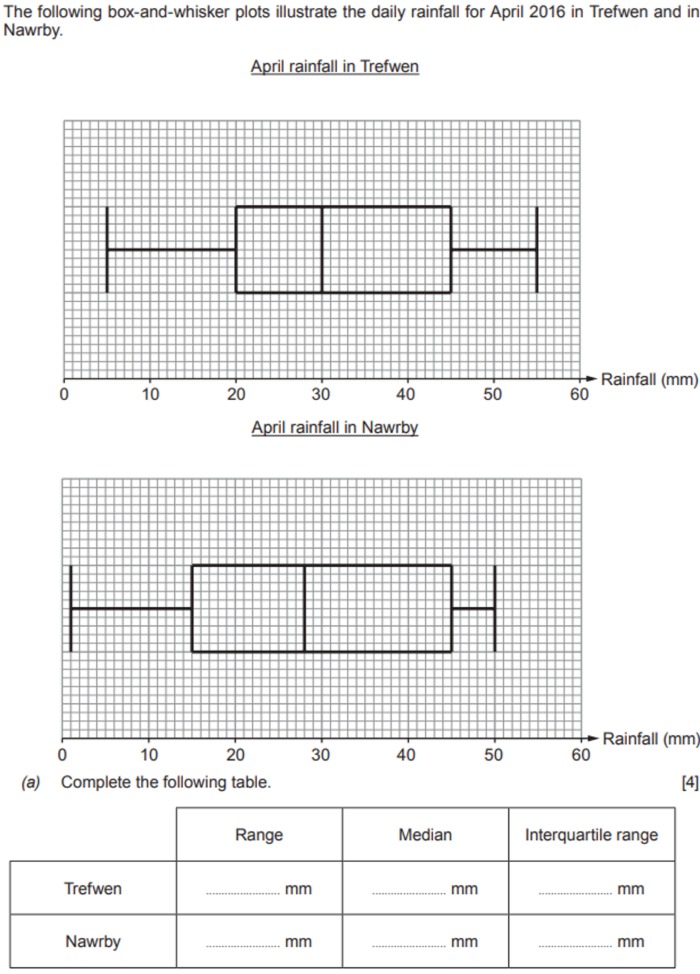 The following box-and-whisker plots illustrate the daily rainfall for April 2016 in Trefwen and in
Nawrby.
April rainfall in Trefwen
Rainfall (mm)
0 10 20 30 40 50 60
April rainfall in Nawrby
Rainfall (mm)
0 10 20 30 40 50 60
(a) Complete the following table. [4]
Range Median Interquartile range
Trefwen ........................ mm ........................ mm ........................ mm
Nawrby ........................ mm ........................ mm ........................ mm